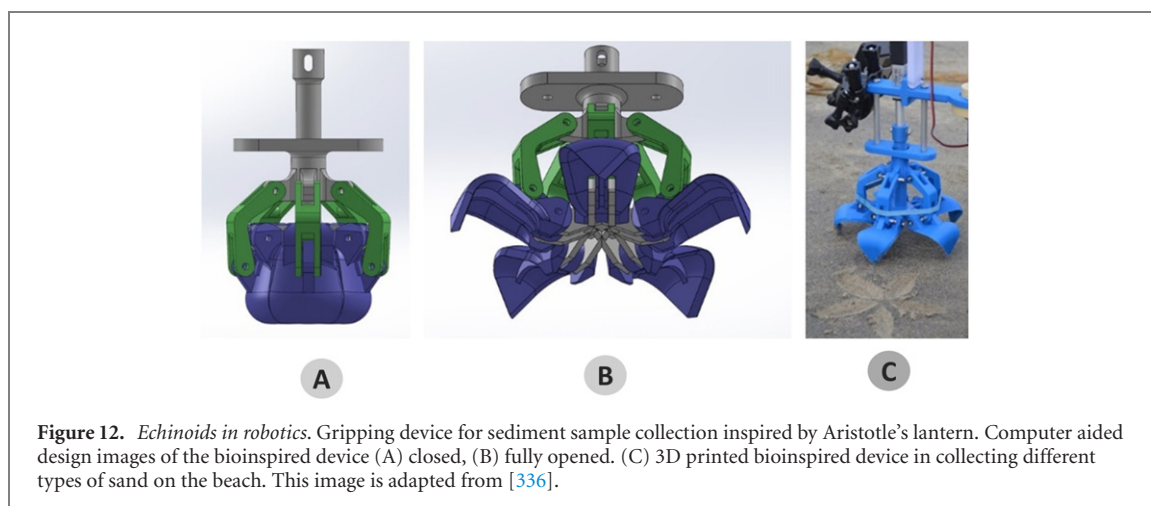 A
B
C
Figure 12. Echinoids in robotics. Gripping device for sediment sample collection inspired by Aristotle's lantern. Computer aided
design images of the bioinspired device (A) closed, (B) fully opened. (C) 3D printed bioinspired device in collecting different
types of sand on the beach. This image is adapted from [336].